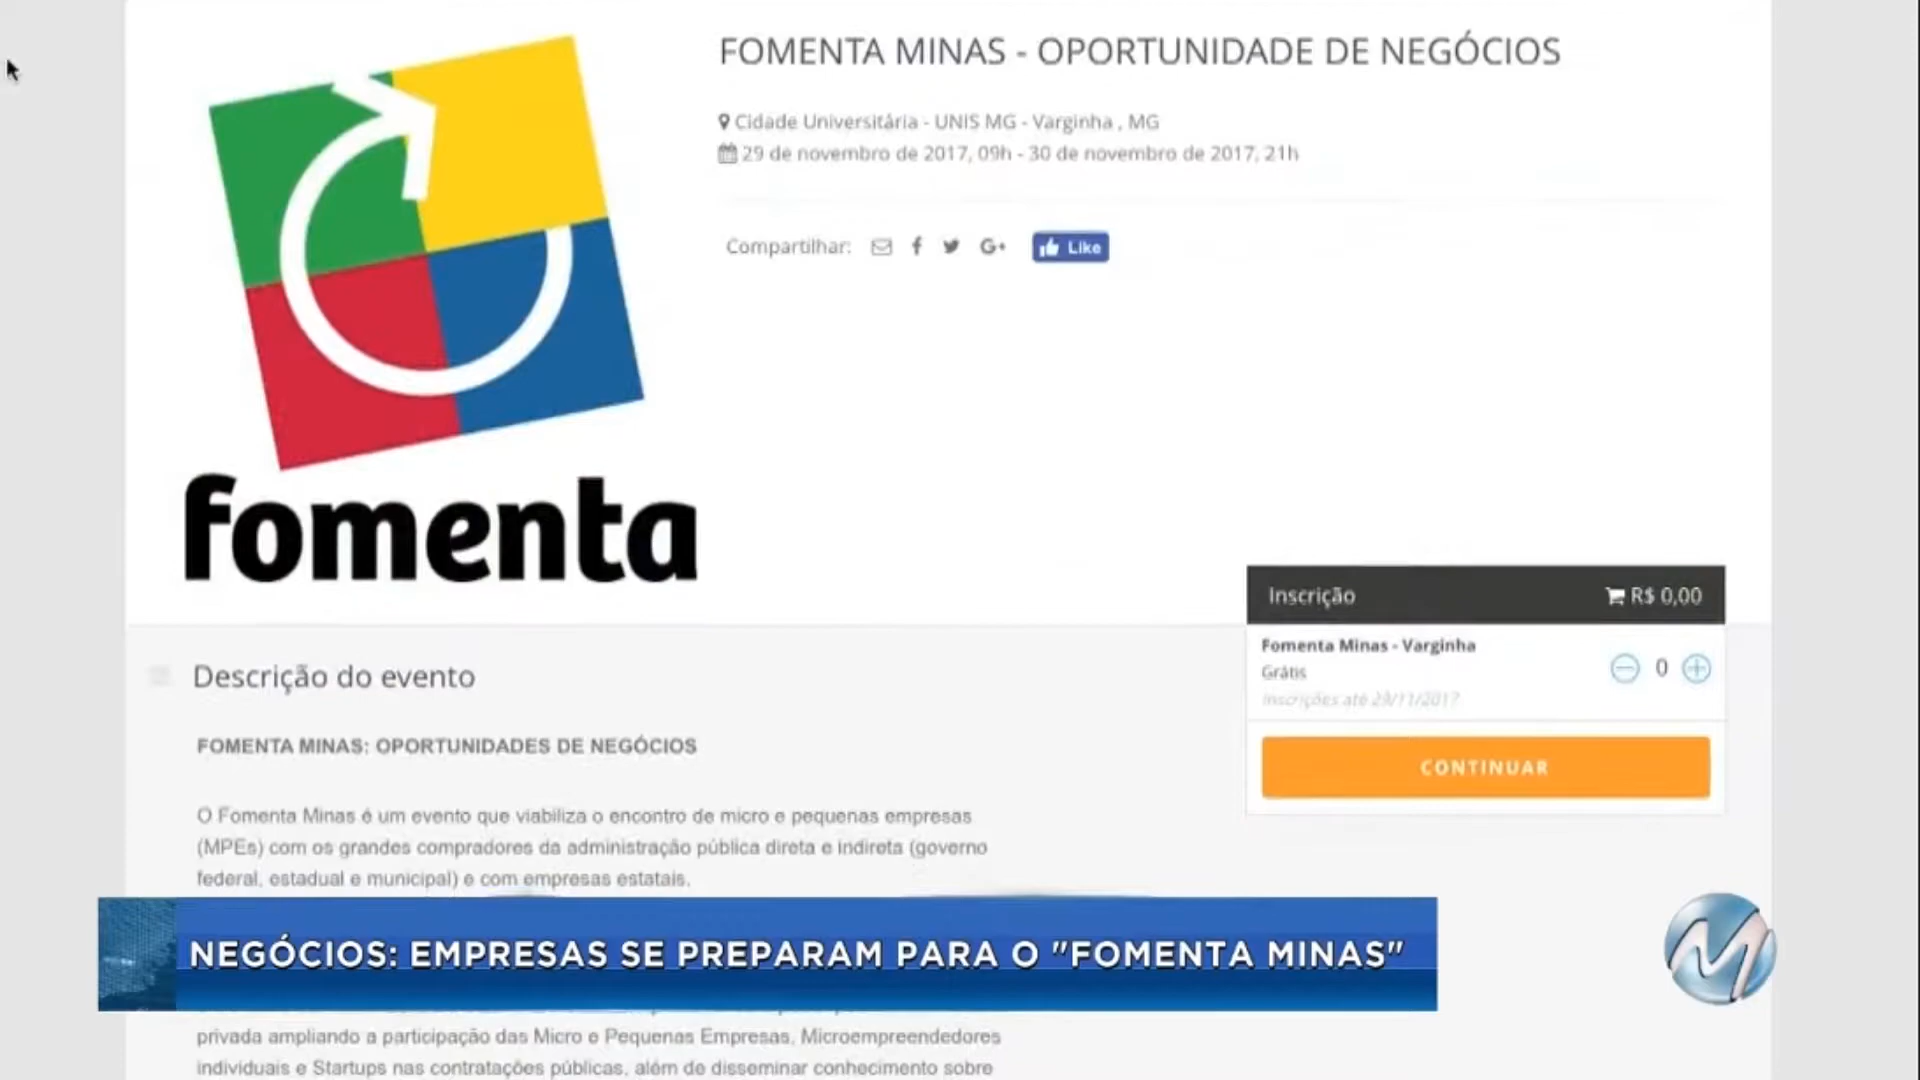 FOMENTA MINAS - OPORTUNIDADE DE NEGÓCIOS
Cidade Universitária - UNIS MG - Varginha , MG
29 de novembro de 2017, 09h - 30 de novembro de 2017, 21h
Compartilhar:
G+
Like
fomenta
Inscrição
R$ 0,00
Fomenta Minas - Varginha
Grátis
0
Inscrições até 29/11/2017
CONTINUAR
Descrição do evento
FOMENTA MINAS: OPORTUNIDADES DE NEGÓCIOS
O Fomenta Minas é um evento que viabiliza o encontro de micro e pequenas empresas
(MPEs) com os grandes compradores da administração pública direta e indireta (governo
federal, estadual e municipal) e com empresas estatais.
NEGÓCIOS: EMPRESAS SE PREPARAM PARA O "FOMENTA MINAS"
M
privada ampliando a participação das Micro e Pequenas Empresas, Microempreendedores
individuais e Startups nas contratações públicas, além de disseminar conhecimento sobre